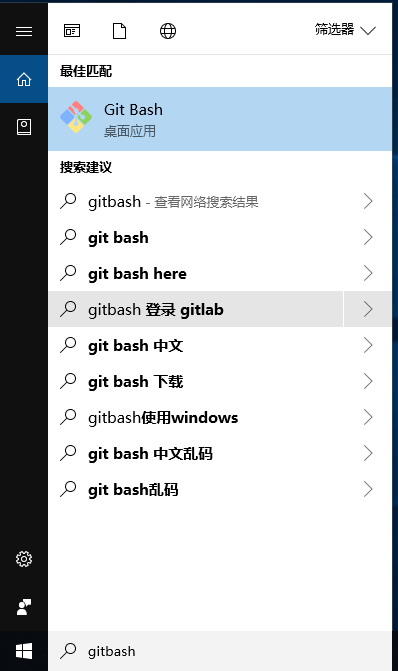 筛选器
最佳匹配
Git Bash
桌面应用
搜索建议
gitbash - 查看网络搜索结果
git bash
git bash here
gitbash 登录 gitlab
git bash 中文
git bash 下载
gitbash使用windows
git bash 中文乱码
git bash乱码
gitbash